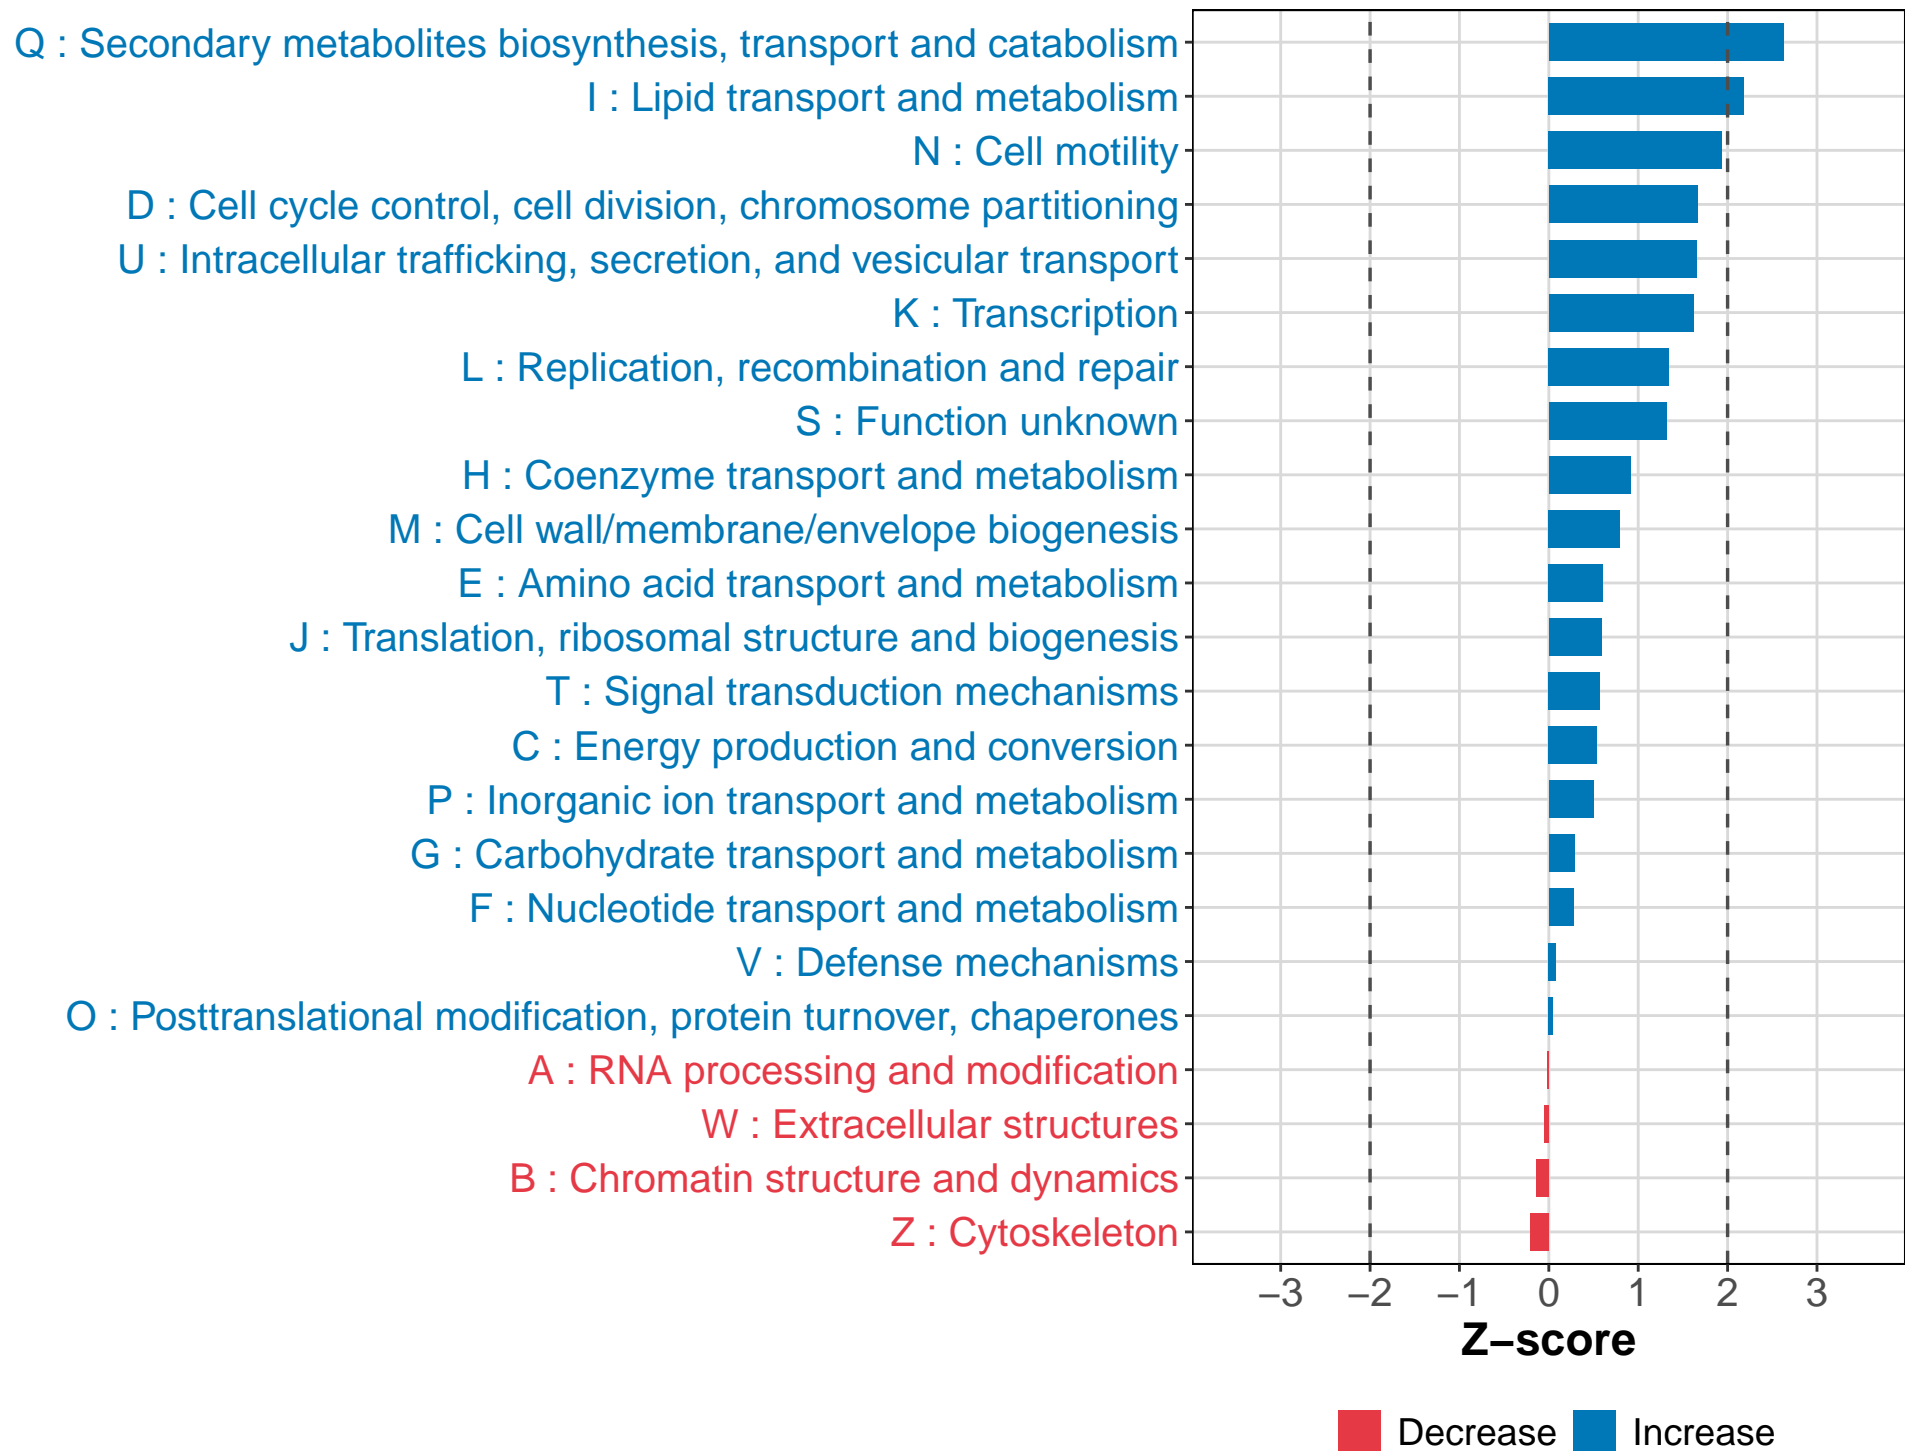 Q : Secondary metabolites biosynthesis, transport and catabolism
I : Lipid transport and metabolism
N : Cell motility
D : Cell cycle control, cell division, chromosome partitioning
U : Intracellular trafficking, secretion, and vesicular transport
K : Transcription
L : Replication, recombination and repair
S : Function unknown
H : Coenzyme transport and metabolism
M : Cell wall/membrane/envelope biogenesis
E : Amino acid transport and metabolism
J : Translation, ribosomal structure and biogenesis
T : Signal transduction mechanisms
C : Energy production and conversion
P : Inorganic ion transport and metabolism
G : Carbohydrate transport and metabolism
F : Nucleotide transport and metabolism
V : Defense mechanisms
O : Posttranslational modification, protein turnover, chaperones
A : RNA processing and modification
W : Extracellular structures
B : Chromatin structure and dynamics
Z : Cytoskeleton
−3 −2 −1 0 1 2 3
Z−score
Decrease Increase